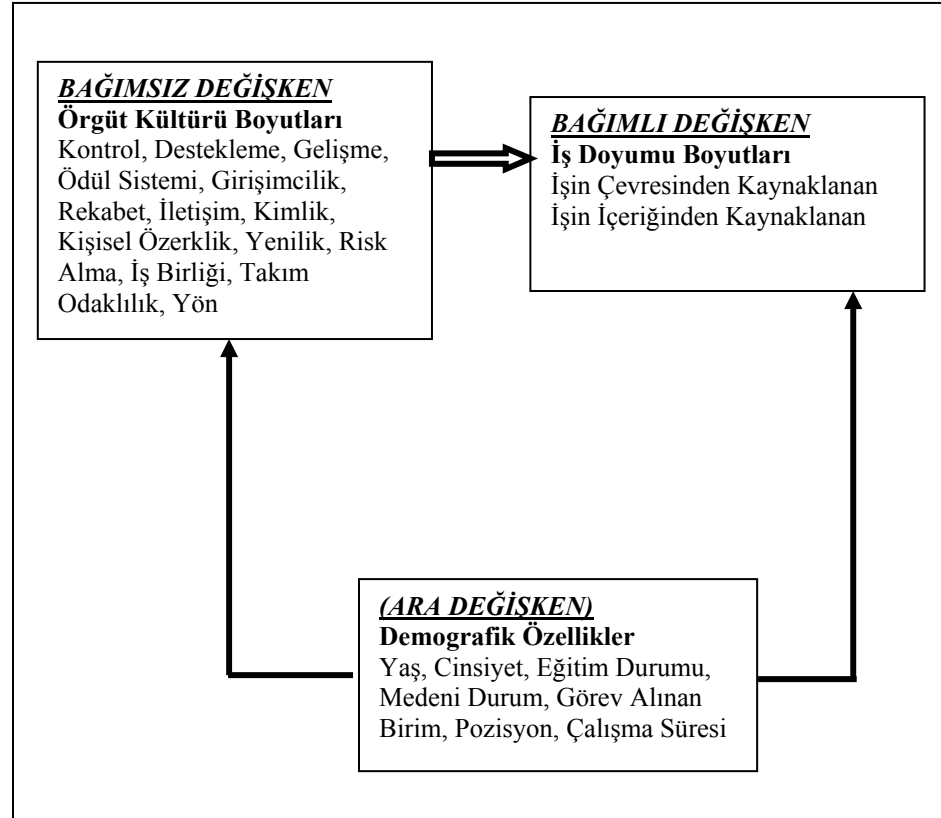 BAĞIMSIZ DEĞİŞKEN
Örgüt Kültürü Boyutları
Kontrol, Destekleme, Gelişme,
Ödül Sistemi, Girişimcilik,
Rekabet, İletişim, Kimlik,
Kişisel Özerklik, Yenilik, Risk
Alma, İş Birliği, Takım
Odaklılık, Yön
BAĞIMLI DEĞİŞKEN
İş Doyumu Boyutları
İşin Çevresinden Kaynaklanan
İşin İçeriğinden Kaynaklanan
(ARA DEĞİŞKEN)
Demografik Özellikler
Yaş, Cinsiyet, Eğitim Durumu,
Medeni Durum, Görev Alınan
Birim, Pozisyon, Çalışma Süresi